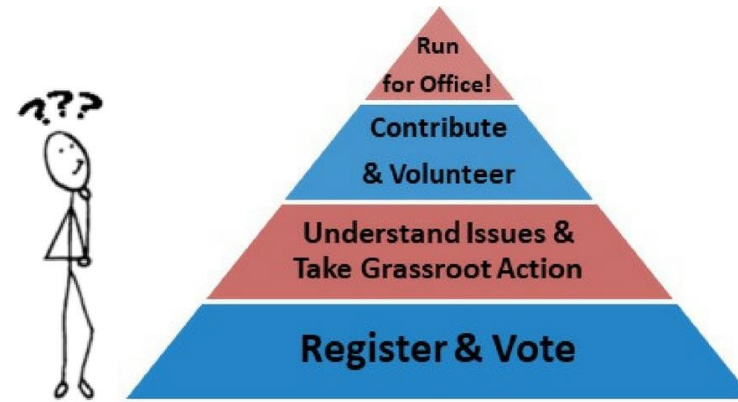 ???
Run
for Office!
Contribute
& Volunteer
Understand Issues &
Take Grassroot Action
Register & Vote